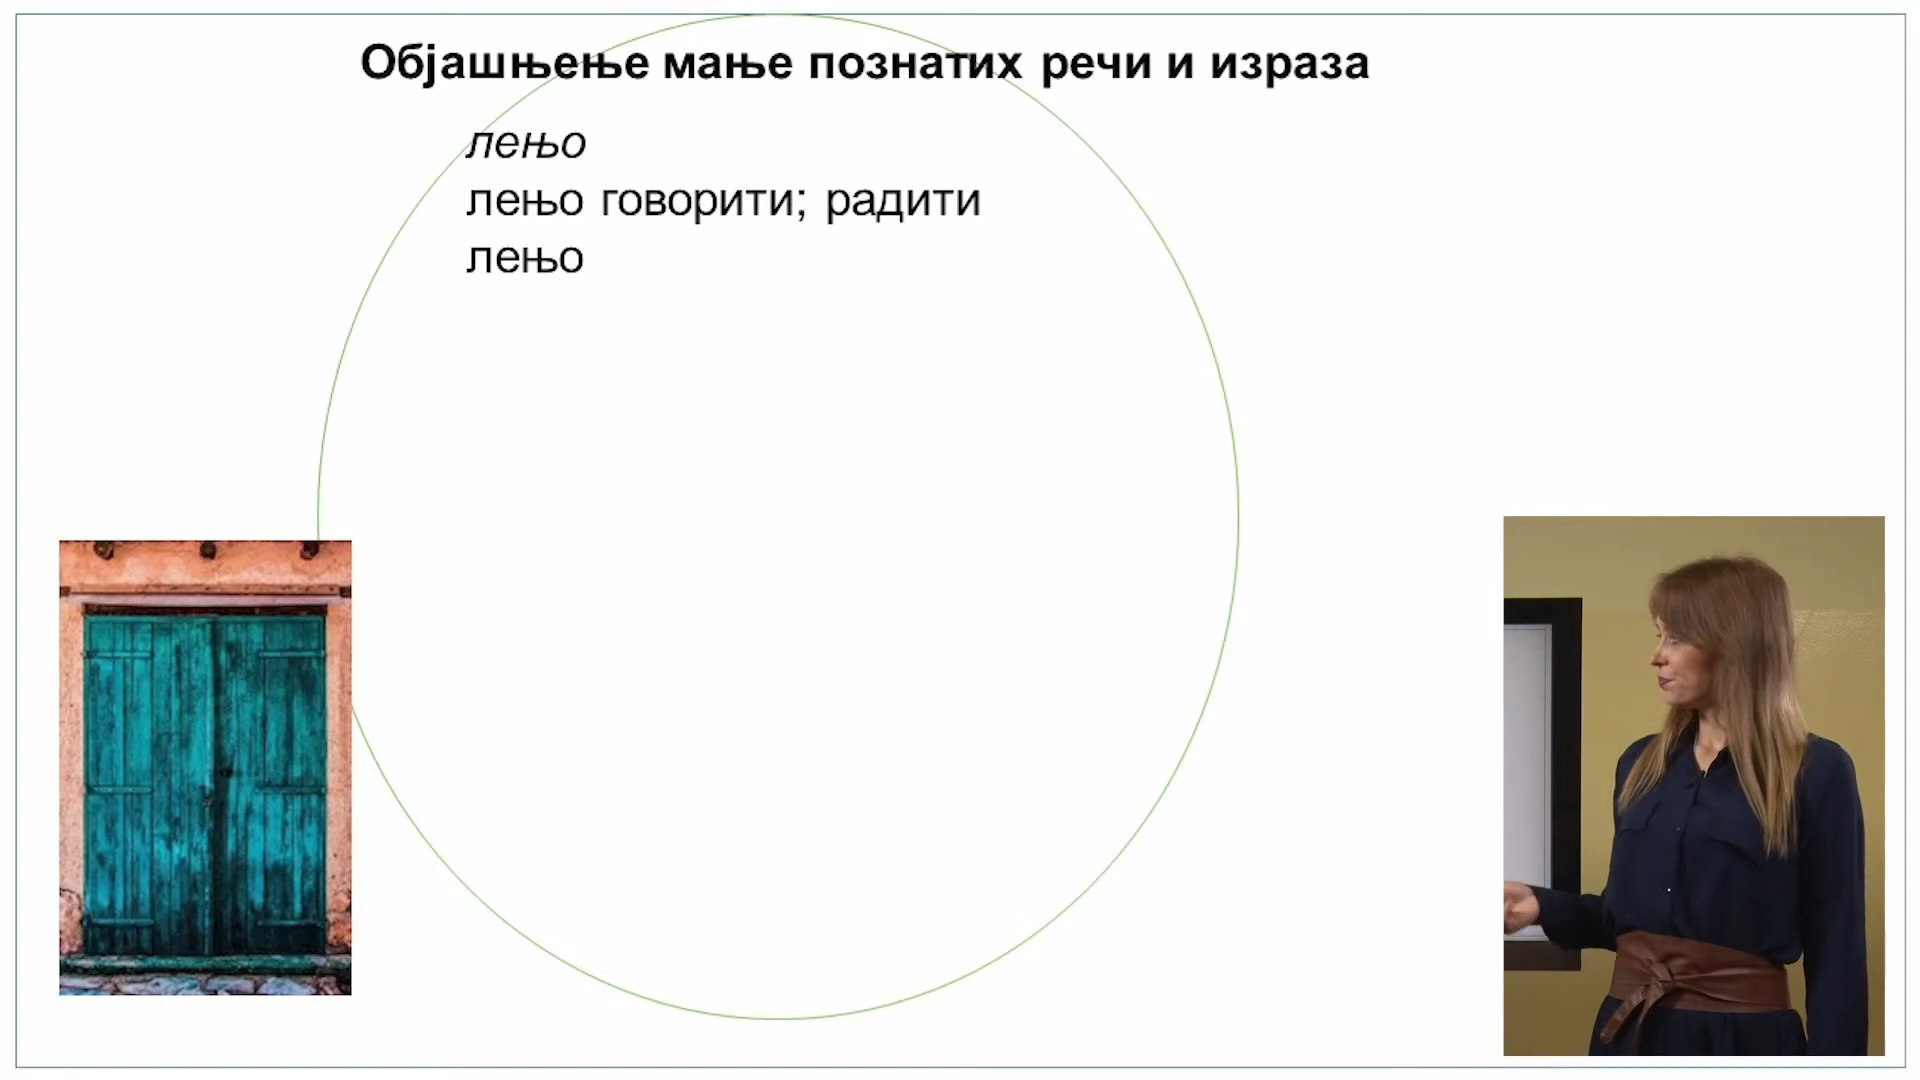 Објашњење мање познатих речи и израза
лењо
лењо говорити; радити
лењо